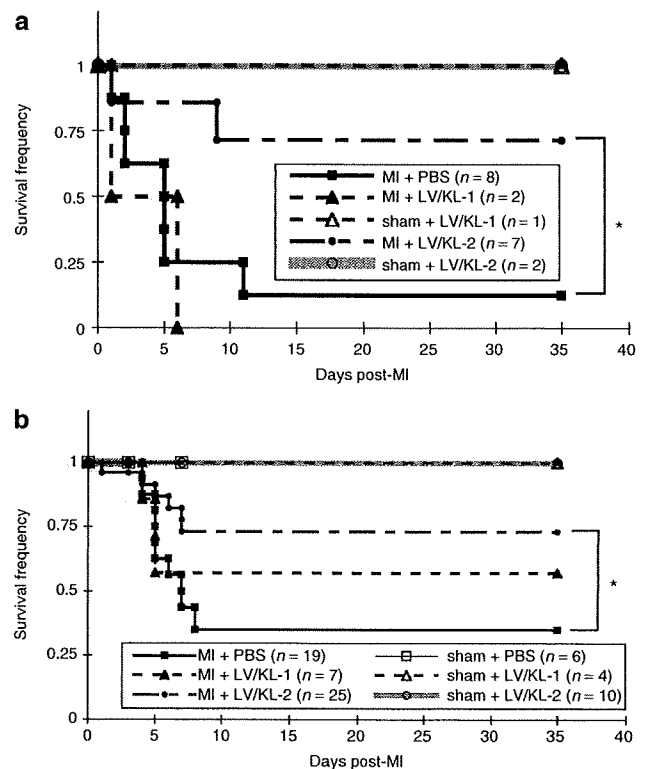 a
Survival frequency
1
0.75
0.5
0.25
0
MI + PBS (n = 8)
MI + LV/KL-1 (n = 2)
sham + LV/KL-1 (n = 1)
MI + LV/KL-2 (n = 7)
sham + LV/KL-2 (n = 2)
*
0 5 10 15 20 25 30 35 40
Days post-MI
b
Survival frequency
1
0.75
0.5
0.25
0
*
MI + PBS (n = 19) sham + PBS (n = 6)
MI + LV/KL-1 (n = 7) sham + LV/KL-1 (n = 4)
MI + LV/KL-2 (n = 25) sham + LV/KL-2 (n = 10)
0 5 10 15 20 25 30 35 40
Days post-MI